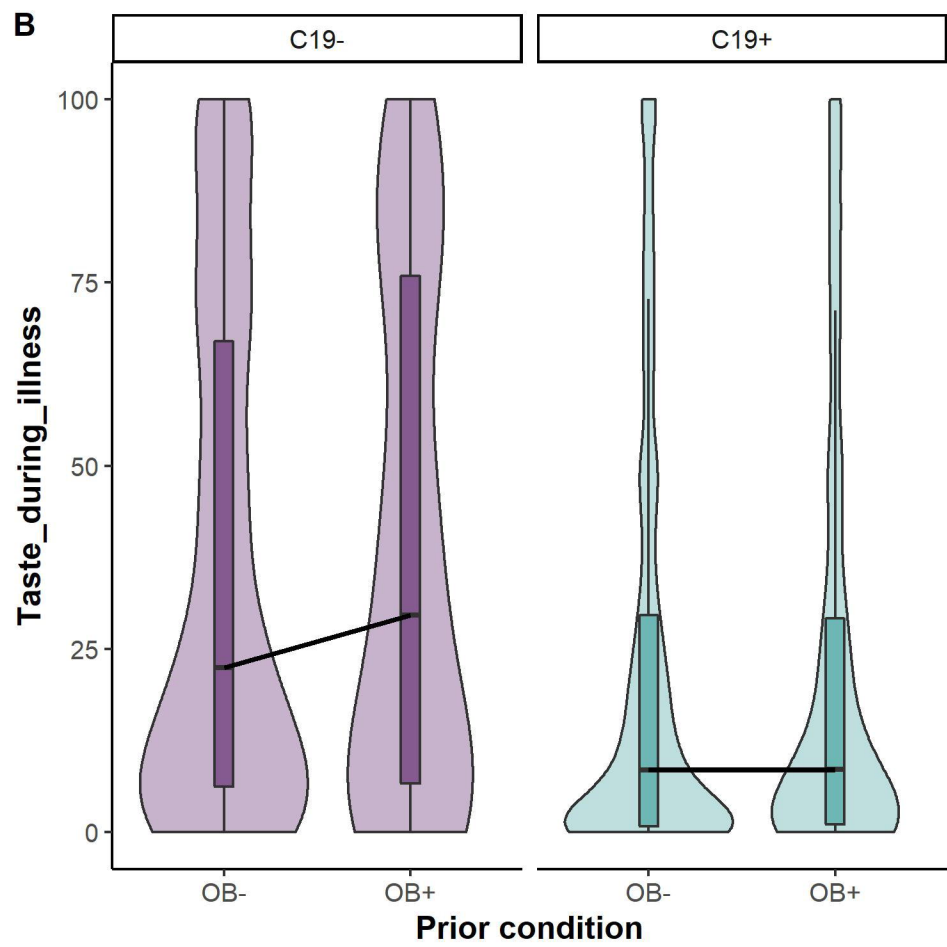 B
C19-
C19+
Taste_during_illness
100
75
50
25
0
OB-
OB+
OB-
OB+
Prior condition